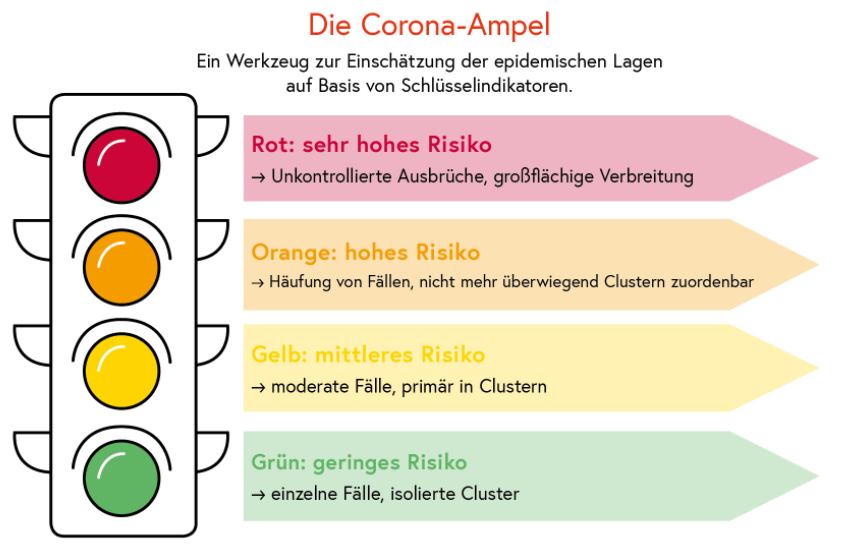 Die Corona-Ampel
Ein Werkzeug zur Einschätzung der epidemischen Lagen
auf Basis von Schlüsselindikatoren.
Rot: sehr hohes Risiko
→ Unkontrollierte Ausbrüche, großflächige Verbreitung
Orange: hohes Risiko
→ Häufung von Fällen, nicht mehr überwiegend Clustern zuordenbar
Gelb: mittleres Risiko
→ moderate Fälle, primär in Clustern
Grün: geringes Risiko
→ einzelne Fälle, isolierte Cluster